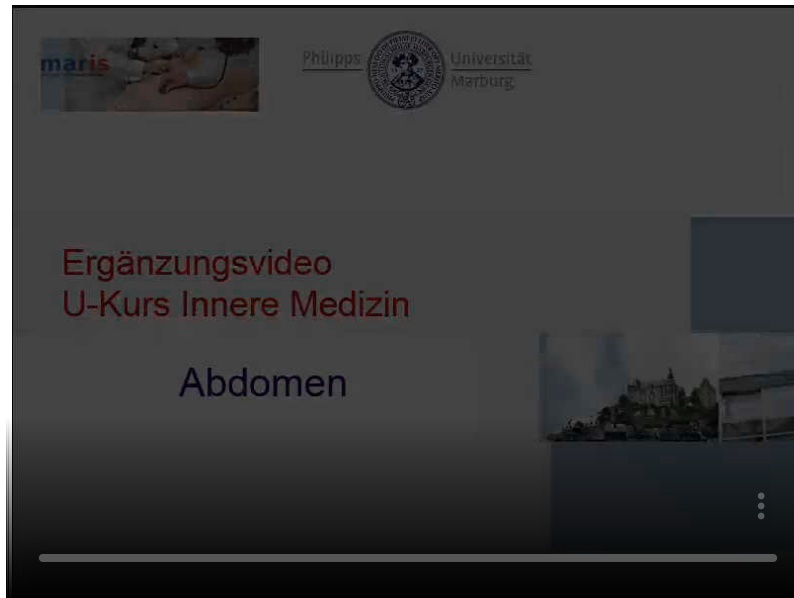 maris
Philipps
Universität
Marburg
Ergänzungsvideo
U-Kurs Innere Medizin
Abdomen